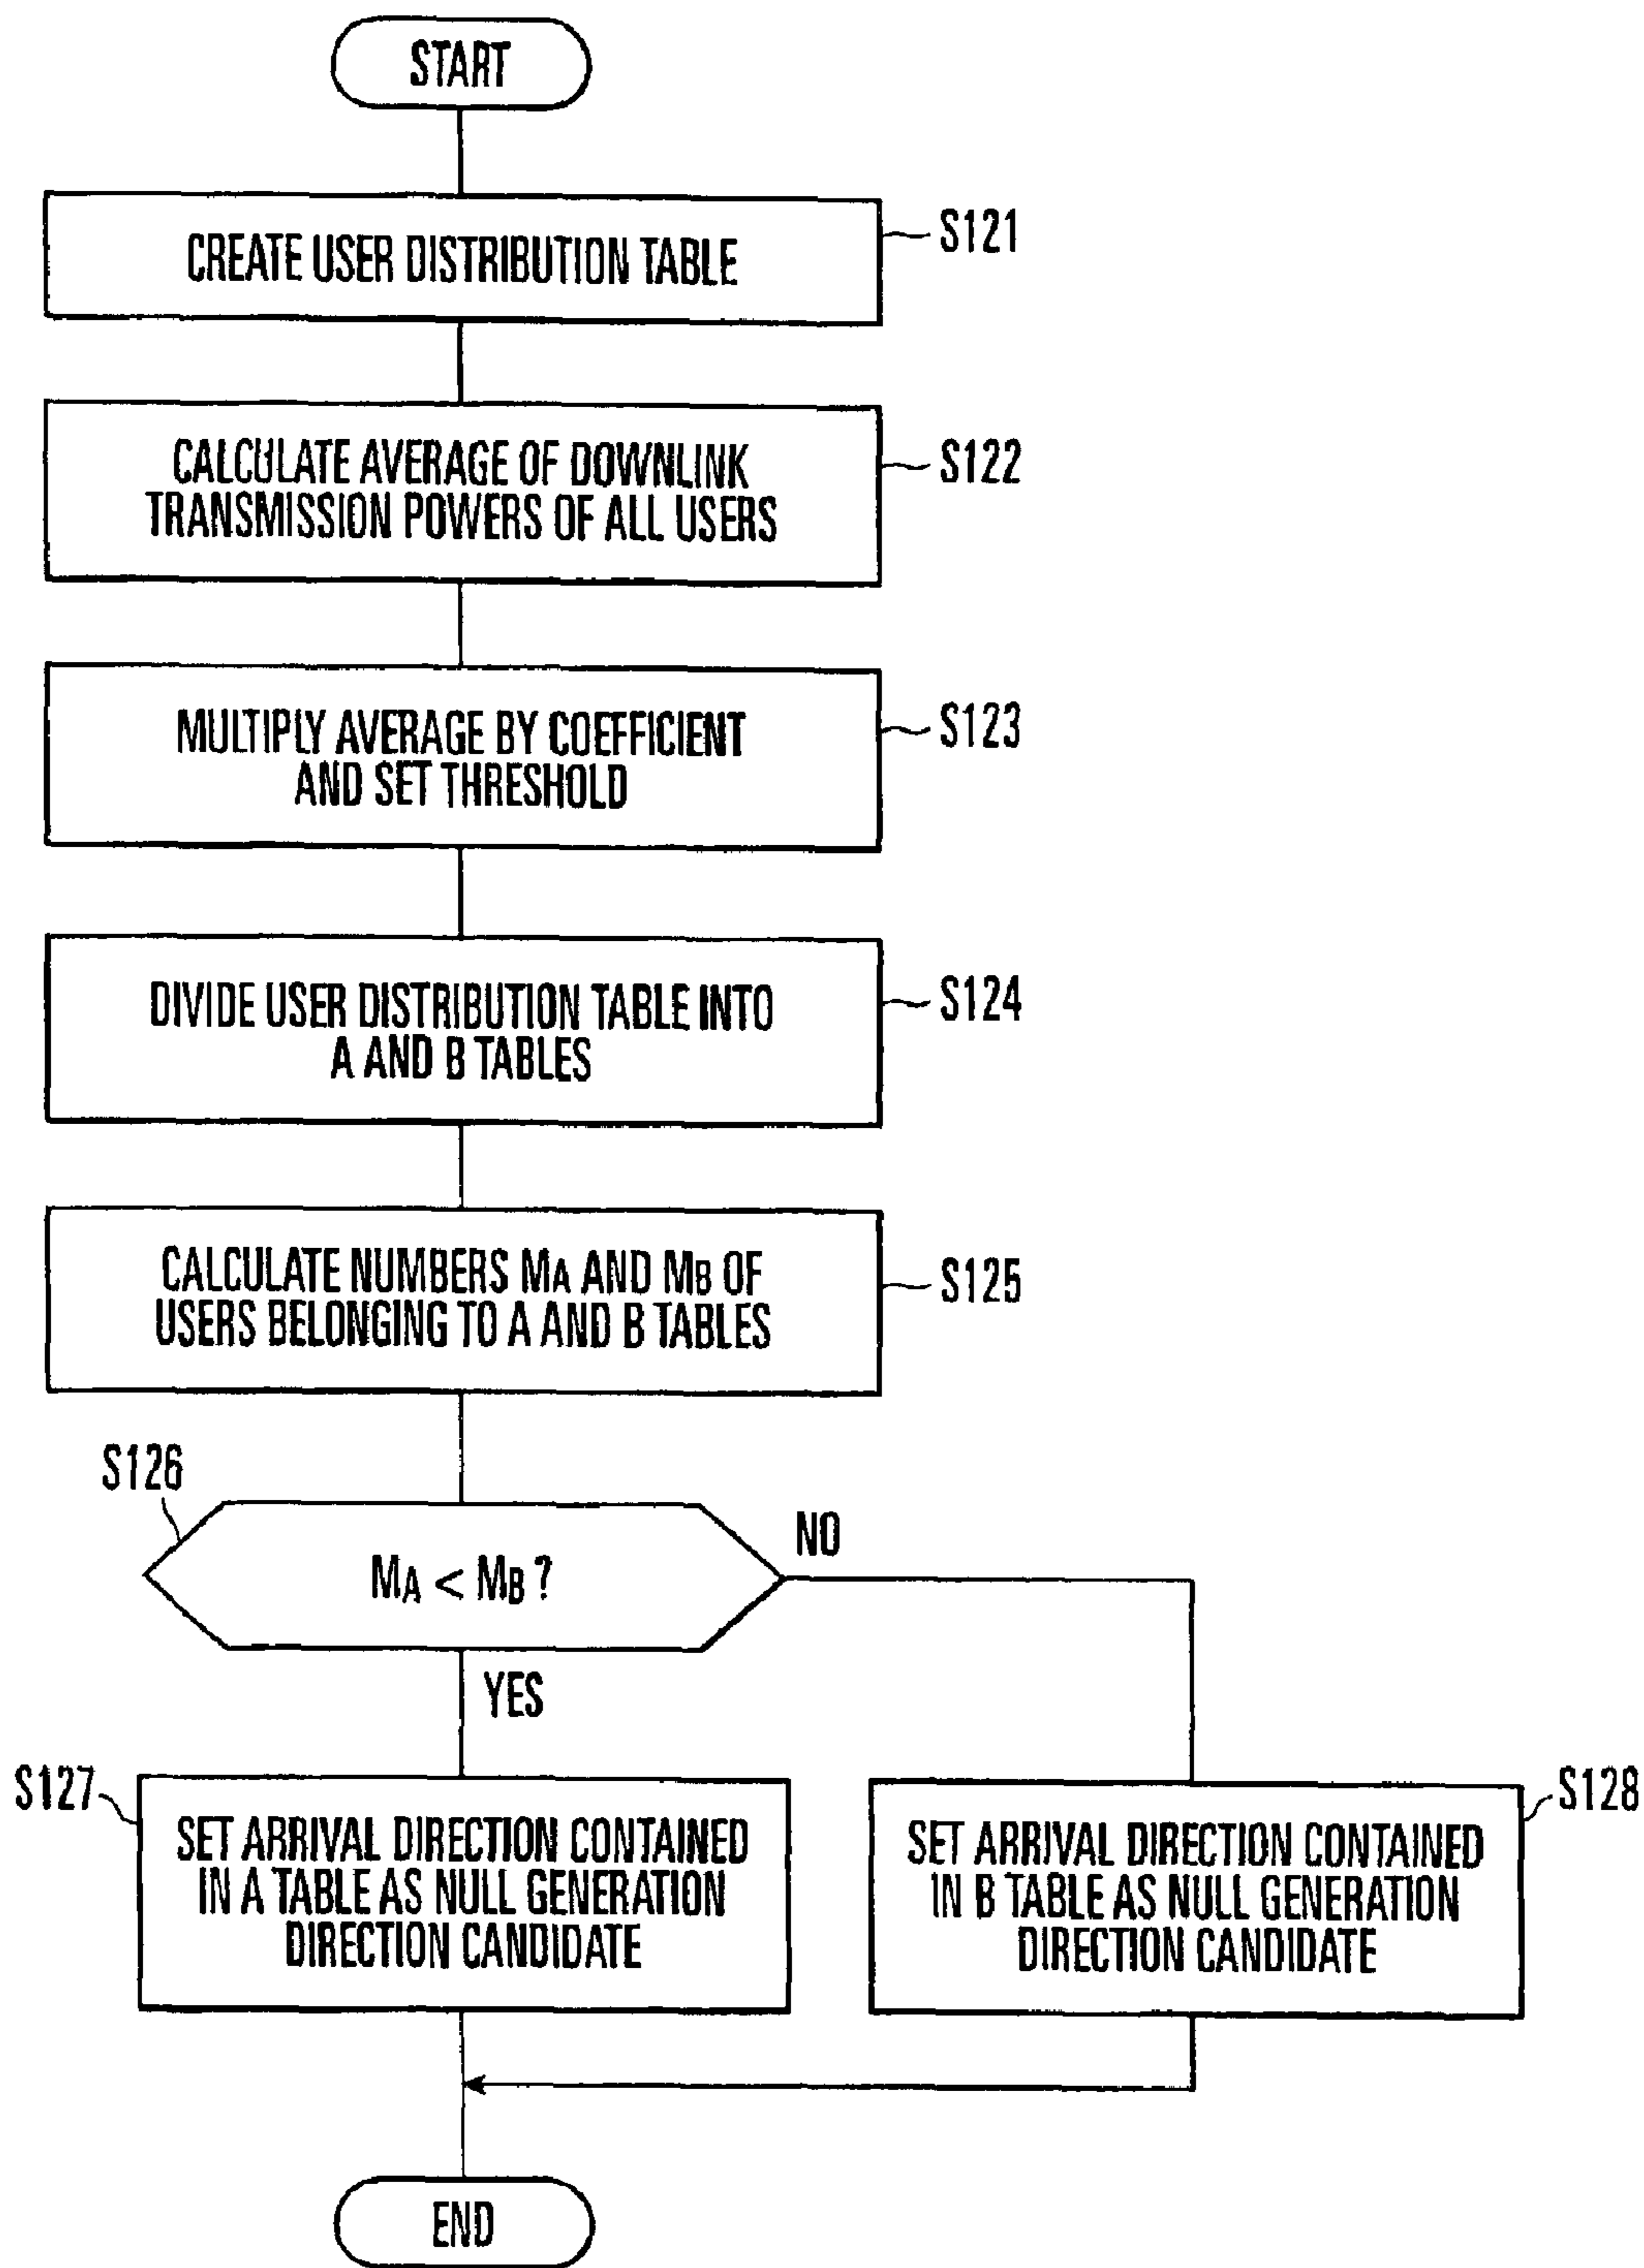 START
CREATE USER DISTRIBUTION TABLE
S121
CALCULATE AVERAGE OF DOWNLINK
TRANSMISSION POWERS OF ALL USERS
S122
MULTIPLY AVERAGE BY COEFFICIENT
AND SET THRESHOLD
S123
DIVIDE USER DISTRIBUTION TABLE INTO
A AND B TABLES
S124
CALCULATE NUMBERS MA AND MB OF
USERS BELONGING TO A AND B TABLES
S125
S126
MA < MB ?
NO
YES
S127
SET ARRIVAL DIRECTION CONTAINED
IN A TABLE AS NULL GENERATION
DIRECTION CANDIDATE
S128
SET ARRIVAL DIRECTION CONTAINED
IN B TABLE AS NULL GENERATION
DIRECTION CANDIDATE
END